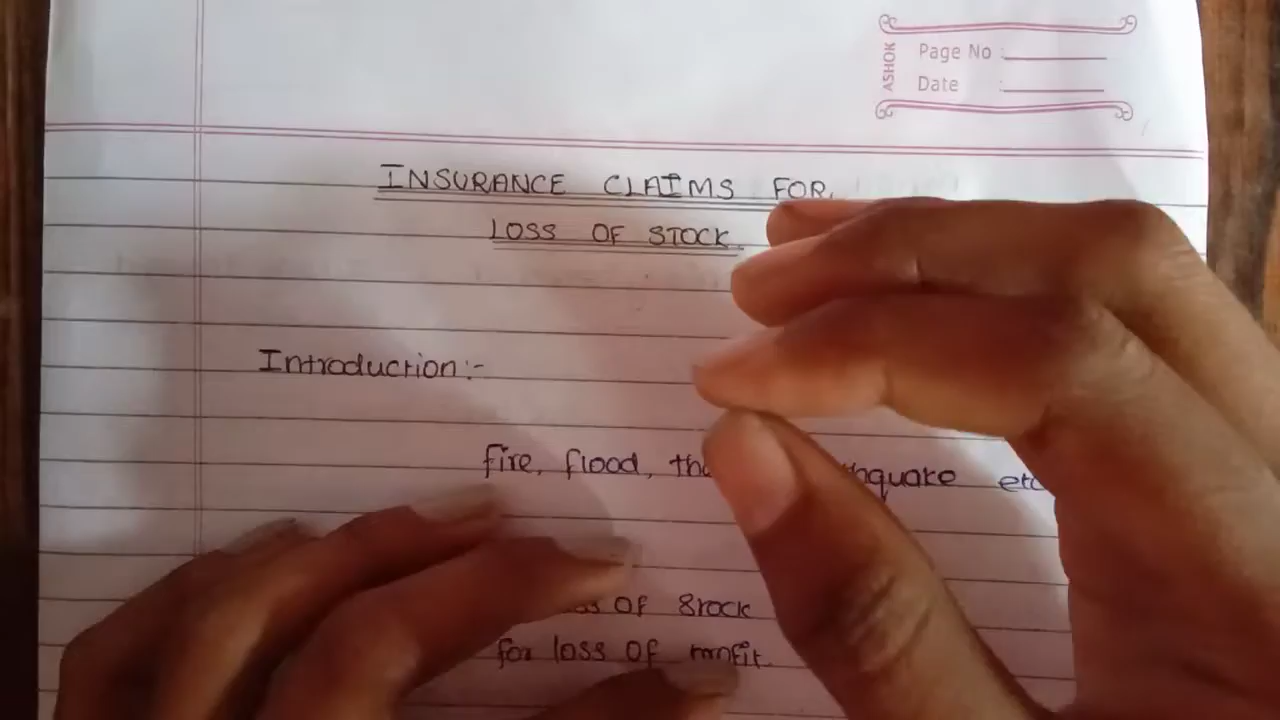 ASHOK
Page No :
Date :
INSURANCE CLAIMS FOR
LOSS OF STOCK
Introduction:-
fire, flood, etc
OF Stock
for loss OF profit.